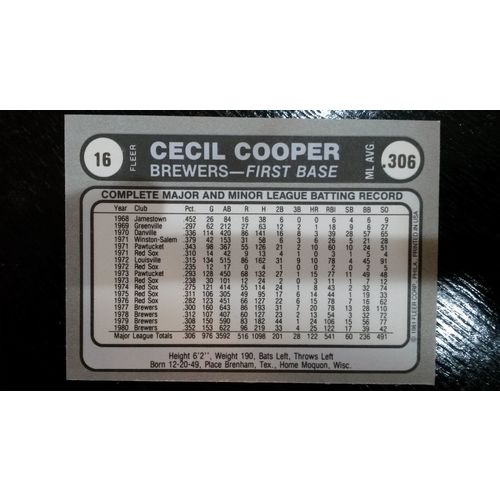 16
FLEER
CECIL COOPER
BREWERS—FIRST BASE
ML AVG.
.306
COMPLETE MAJOR AND MINOR LEAGUE BATTING RECORD
Year Club Pct. G AB R H 2B 3B HR RBI SB BB SO
1968 Jamestown .452 26 84 16 38 6 0 0 6 4 6 9
1969 Greenville .297 62 212 27 63 12 2 1 18 9 6 27
1970 Danville .336 114 420 86 141 16 8 3 39 28 57 65
1971 Winston-Salem .379 42 153 31 58 6 3 6 26 5 21 28
1971 Pawtucket .343 98 367 63 126 21 2 10 60 10 24 51
1971 Red Sox .310 14 42 9 13 4 1 0 3 1 5 4
1972 Louisville .315 134 515 88 162 31 9 10 78 4 45 91
1972 Red Sox .235 12 17 0 4 1 0 0 2 0 2 5
1973 Pawtucket .293 128 450 68 132 27 1 15 77 11 49 48
1973 Red Sox .238 30 101 12 24 2 0 3 11 1 7 12
1974 Red Sox .275 121 414 55 114 24 1 8 43 2 32 74
1975 Red Sox .311 106 305 49 95 17 6 14 44 1 19 33
1976 Red Sox .282 123 451 66 127 22 6 15 78 7 16 62
1977 Brewers .300 160 643 86 193 31 7 20 78 13 28 110
1978 Brewers .312 107 407 60 127 23 2 13 54 3 32 72
1979 Brewers .308 150 590 83 182 44 1 24 106 15 56 77
1980 Brewers .352 153 622 96 219 33 4 25 122 17 39 42
Major League Totals .306 976 3592 516 1098 201 28 122 541 60 236 491
Height 6'2'', Weight 190, Bats Left, Throws Left
Born 12-20-49, Place Brenham, Tex., Home Moquon, Wisc.
© 1981 FLEER CORP. PHILA. PRINTED IN USA